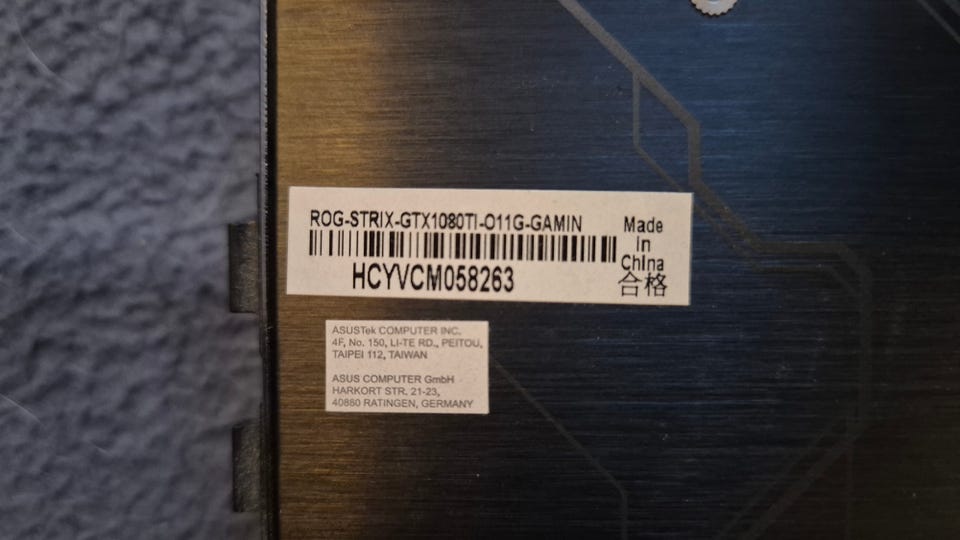 ROG-STRIX-GTX1080TI-O11G-GAMIN
HCYVCM058263
Made
in
China
合格
ASUSTek COMPUTER INC.
4F, No. 150, LI-TE RD., PEITOU,
TAIPEI 112, TAIWAN
ASUS COMPUTER GmbH
HARKORT STR. 21-23,
40880 RATINGEN, GERMANY